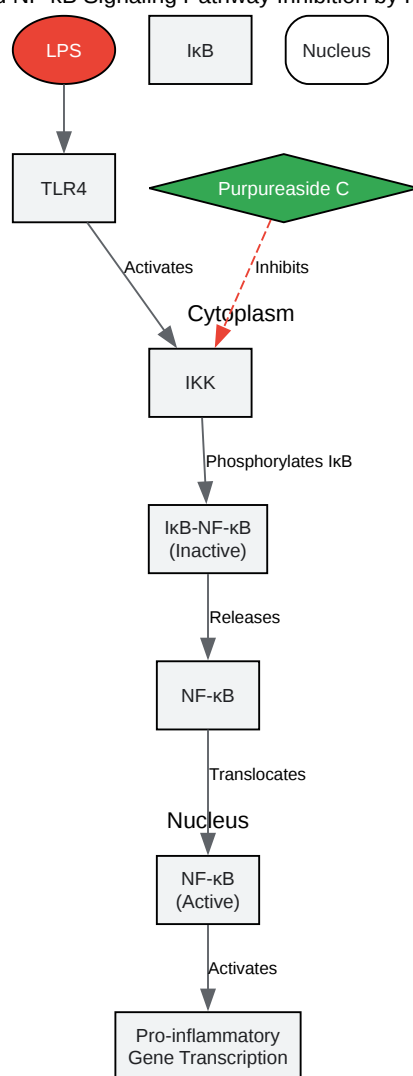 NF-κB Signaling Pathway Inhibition by
LPS
IκB
Nucleus
TLR4
Purpureaside C
Activates
Inhibits
Cytoplasm
IKK
Phosphorylates IκB
IκB-NF-κB
(Inactive)
Releases
NF-κB
Translocates
Nucleus
NF-κB
(Active)
Activates
Pro-inflammatory
Gene Transcription